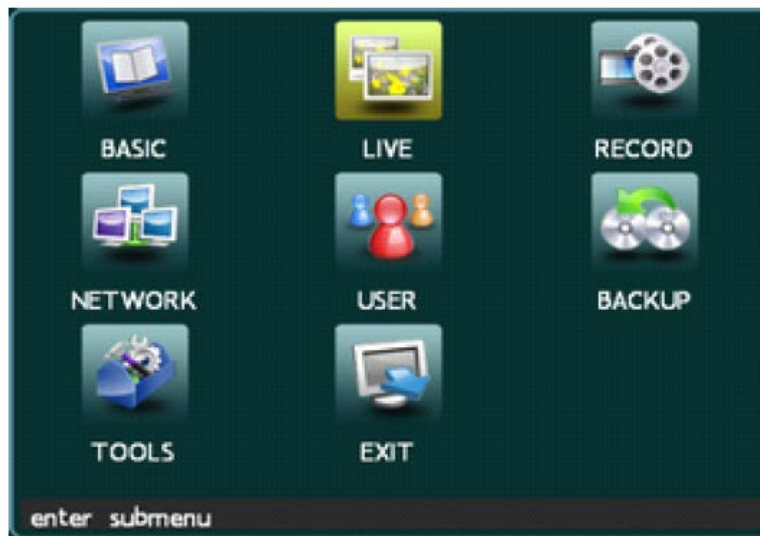 BASIC LIVE RECORD
NETWORK USER BACKUP
TOOLS EXIT
enter submenu